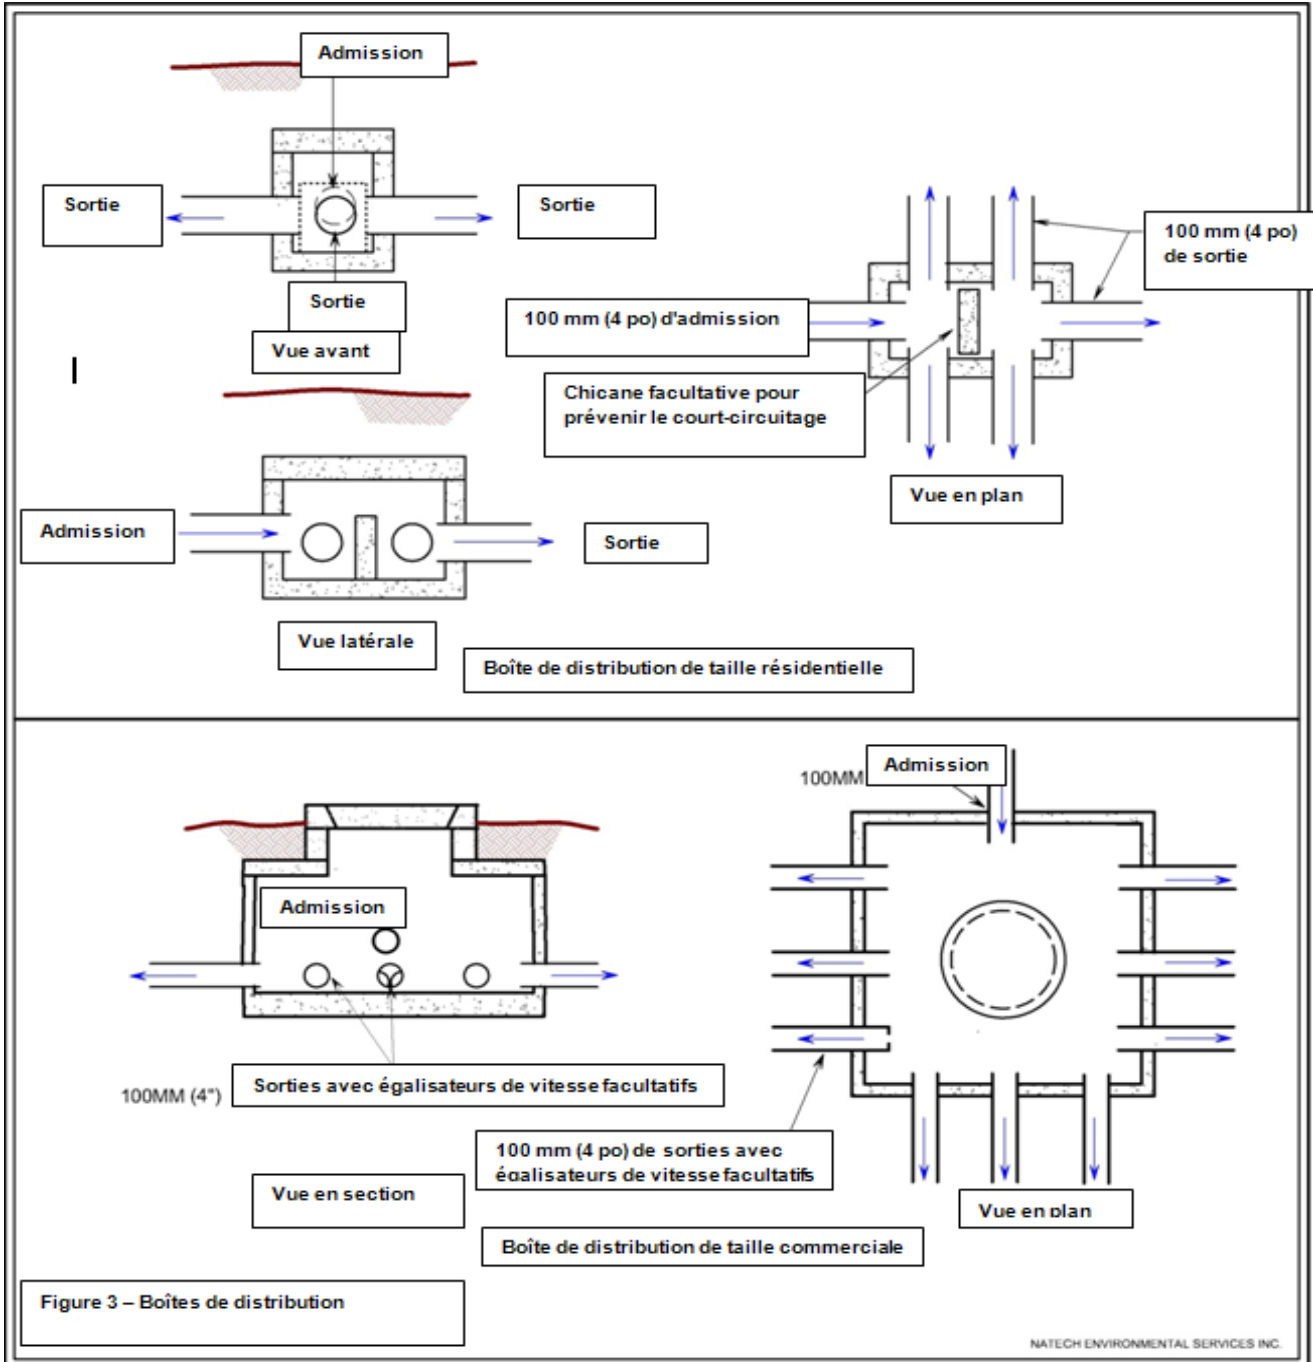 Admission
Sortie
Sortie
Sortie
Vue avant
100 mm (4 po)
de sortie
100 mm (4 po) d'admission
Chicane facultative pour
prévenir le court-circuitage
Vue en plan
Admission
Sortie
Vue latérale
Boîte de distribution de taille résidentielle
Admission
100MM
Admission
Sorties avec égalisateurs de vitesse facultatifs
100MM (4")
100 mm (4 po) de sorties avec
égalisateurs de vitesse facultatifs
Vue en section
Vue en plan
Boîte de distribution de taille commerciale
Figure 3 – Boîtes de distribution
NATECH ENVIRONMENTAL SERVICES INC.